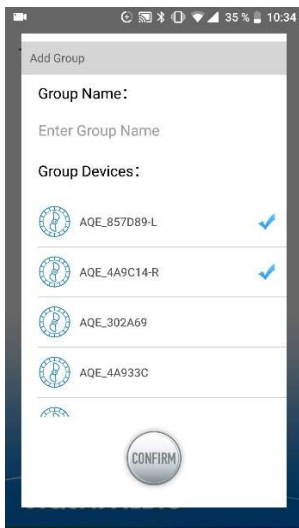 35 % 10:34
Add Group
Group Name:
Enter Group Name
Group Devices:
AQE_857D89-L
AQE_4A9C14-R
AQE_302A69
AQE_4A933C
CONFIRM